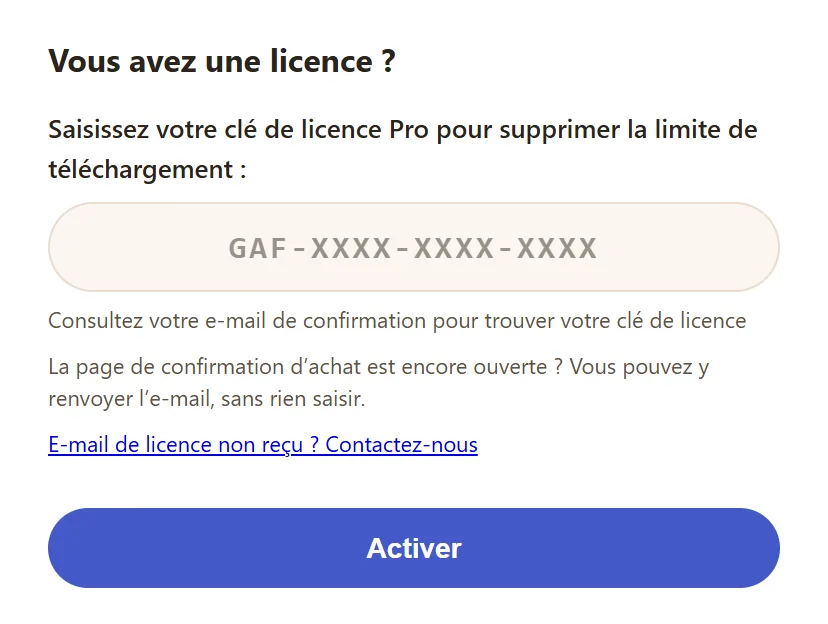 Vous avez une licence ?
Saisissez votre clé de licence Pro pour supprimer la limite de
téléchargement :
GAF-XXXX-XXXX-XXXX
Consultez votre e-mail de confirmation pour trouver votre clé de licence
La page de confirmation d’achat est encore ouverte ? Vous pouvez y
renvoyer l’e-mail, sans rien saisir.
E-mail de licence non reçu ? Contactez-nous
Activer